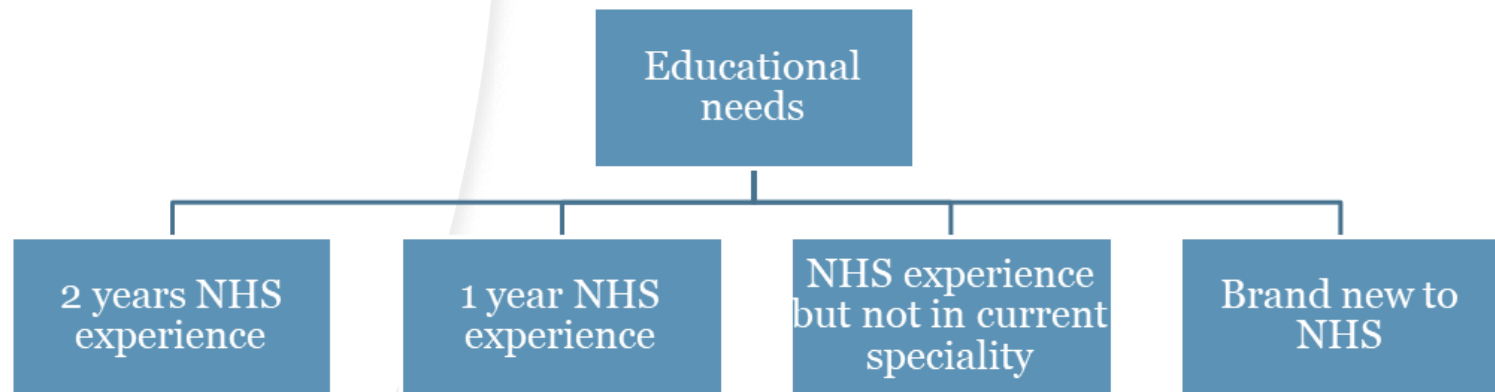 Educational
needs
2 years NHS
experience
1 year NHS
experience
NHS experience
but not in current
speciality
Brand new to
NHS